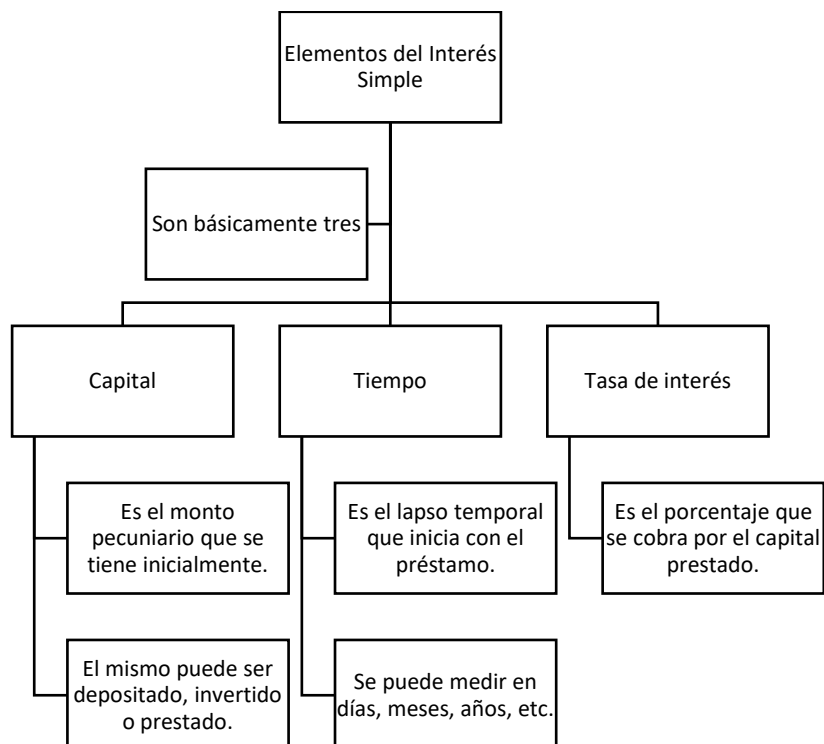 Elementos del Interés
Simple
Son básicamente tres
Capital
Tiempo
Tasa de interés
Es el monto
pecuniario que se
tiene inicialmente.
Es el lapso temporal
que inicia con el
préstamo.
Es el porcentaje que
se cobra por el capital
prestado.
El mismo puede ser
depositado, invertido
o prestado.
Se puede medir en
días, meses, años, etc.